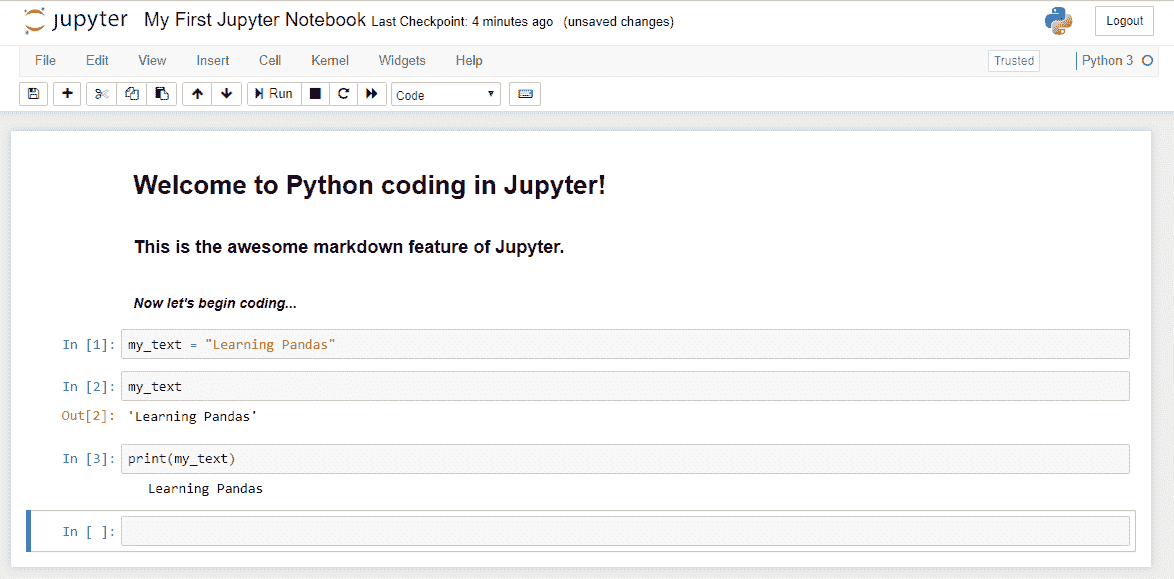 jupyter My First Jupyter Notebook Last Checkpoint: 4 minutes ago (unsaved changes) Logout
File Edit View Insert Cell Kernel Widgets Help Trusted Python 3
Run Code
Welcome to Python coding in Jupyter!
This is the awesome markdown feature of Jupyter.
Now let's begin coding...
In [1]: my_text = "Learning Pandas"
In [2]: my_text
Out[2]: 'Learning Pandas'
In [3]: print(my_text)
Learning Pandas
In [ ]: